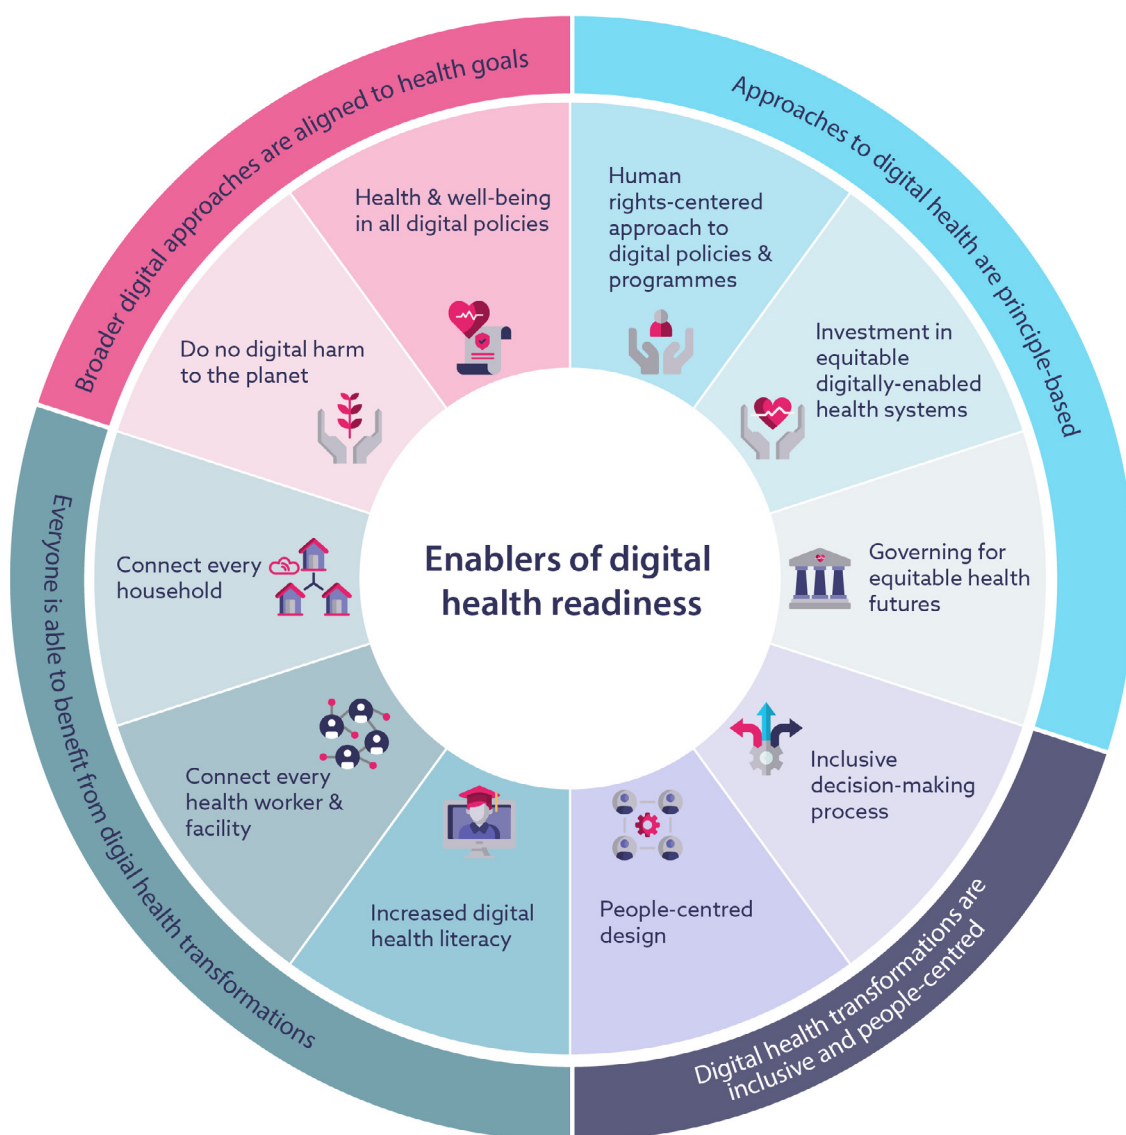 Broader digital approaches are aligned to health goals
Approaches to digital health are principle-based
Health & well-being
in all digital policies
Human
rights-centered
approach to
digital policies &
programmes
Do no digital harm
to the planet
Investment in
equitable
digitally-enabled
health systems
Connect every
household
Enablers of digital
health readiness
Governing for
equitable health
futures
Connect every
health worker &
facility
Inclusive
decision-making
process
Increased digital
health literacy
People-centred
design
Everyone is able to benefit from digial health transformations
Digital health transformations are
inclusive and people-centred